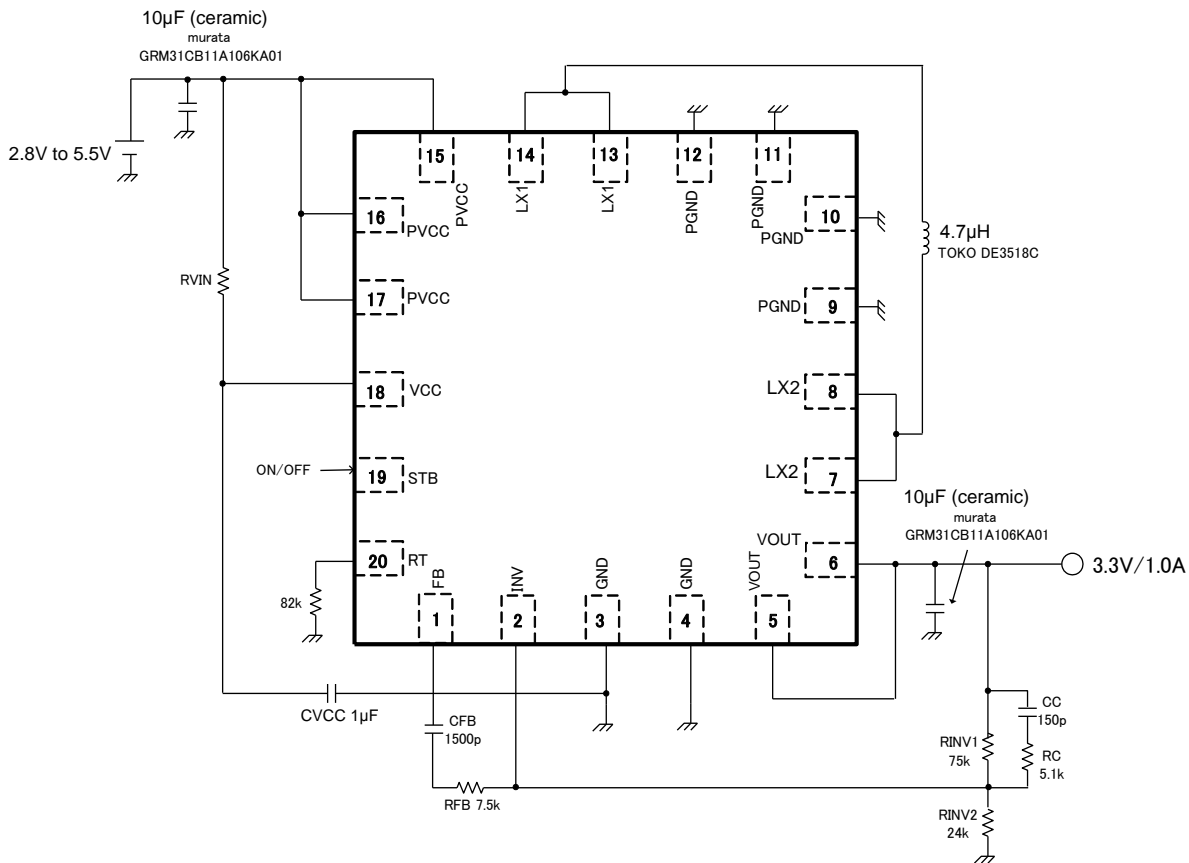 10µF (ceramic)
murata
GRM31CB11A106KA01
2.8V to 5.5V
RVIN
15
PVCC
14
LX1
13
LX1
12
PGND
11
PGND
16
PVCC
17
PVCC
18
VCC
ON/OFF
19
STB
20
RT
82k
10
PGND
9
PGND
4.7µH
TOKO DE3518C
LX2
8
LX2
7
VOUT
6
10µF (ceramic)
murata
GRM31CB11A106KA01
3.3V/1.0A
FB
1
INV
2
GND
3
GND
4
VOUT
5
CVCC 1µF
CFB
1500p
RFB 7.5k
RINV1
75k
CC
150p
RC
5.1k
RINV2
24k